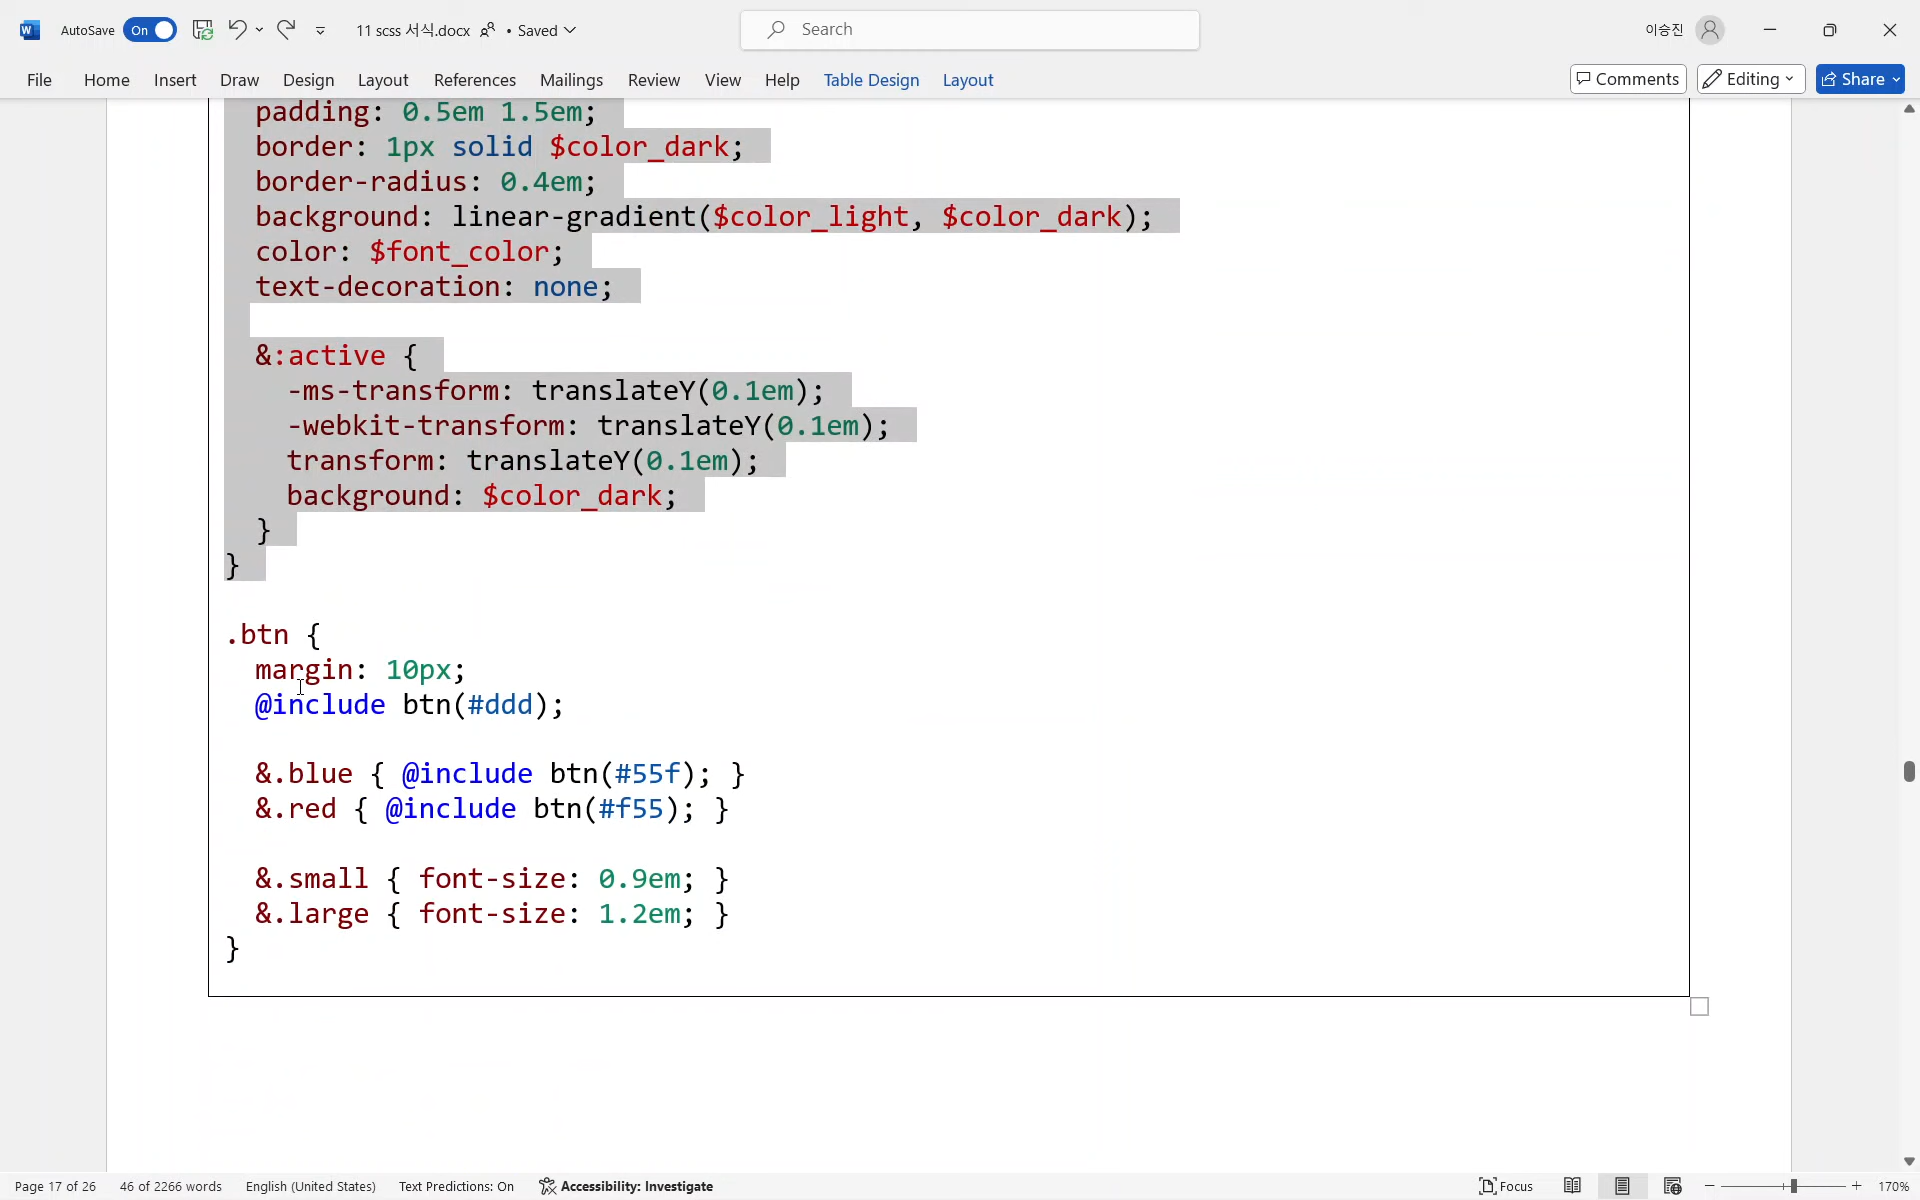 AutoSave On 11 scss 서식.docx • Saved Search 이승진
File Home Insert Draw Design Layout References Mailings Review View Help Table Design Layout Comments Editing Share
padding: 0.5em 1.5em;
border: 1px solid $color_dark;
border-radius: 0.4em;
background: linear-gradient($color_light, $color_dark);
color: $font_color;
text-decoration: none;
&:active {
-ms-transform: translateY(0.1em);
-webkit-transform: translateY(0.1em);
transform: translateY(0.1em);
background: $color_dark;
}
}
.btn {
margin: 10px;
@include btn(#ddd);
&.blue { @include btn(#55f); }
&.red { @include btn(#f55); }
&.small { font-size: 0.9em; }
&.large { font-size: 1.2em; }
}
Page 17 of 26 46 of 2266 words English (United States) Text Predictions: On Accessibility: Investigate Focus 170%